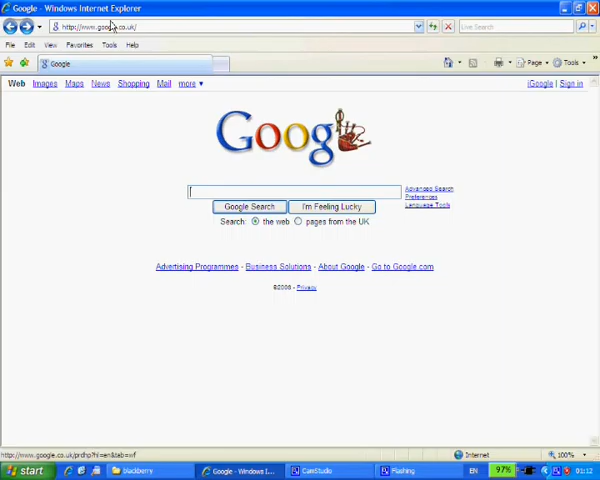 Google - Windows Internet Explorer
http://www.google.co.uk/
Live Search
File Edit View Favorites Tools Help
Google
Page Tools
Web Images Maps News Shopping Mail more
iGoogle | Sign in
Goog
Advanced Search
Preferences
Language Tools
Google Search I'm Feeling Lucky
Search: the web pages from the UK
Advertising Programmes - Business Solutions - About Google - Go to Google.com
©2008 - Privacy
http://www.google.co.uk/prdhp?hl=en&tab=wf
Internet
100%
start
blackberry
Google - Windows I...
CamStudio
Flashing
EN
97%
01:12